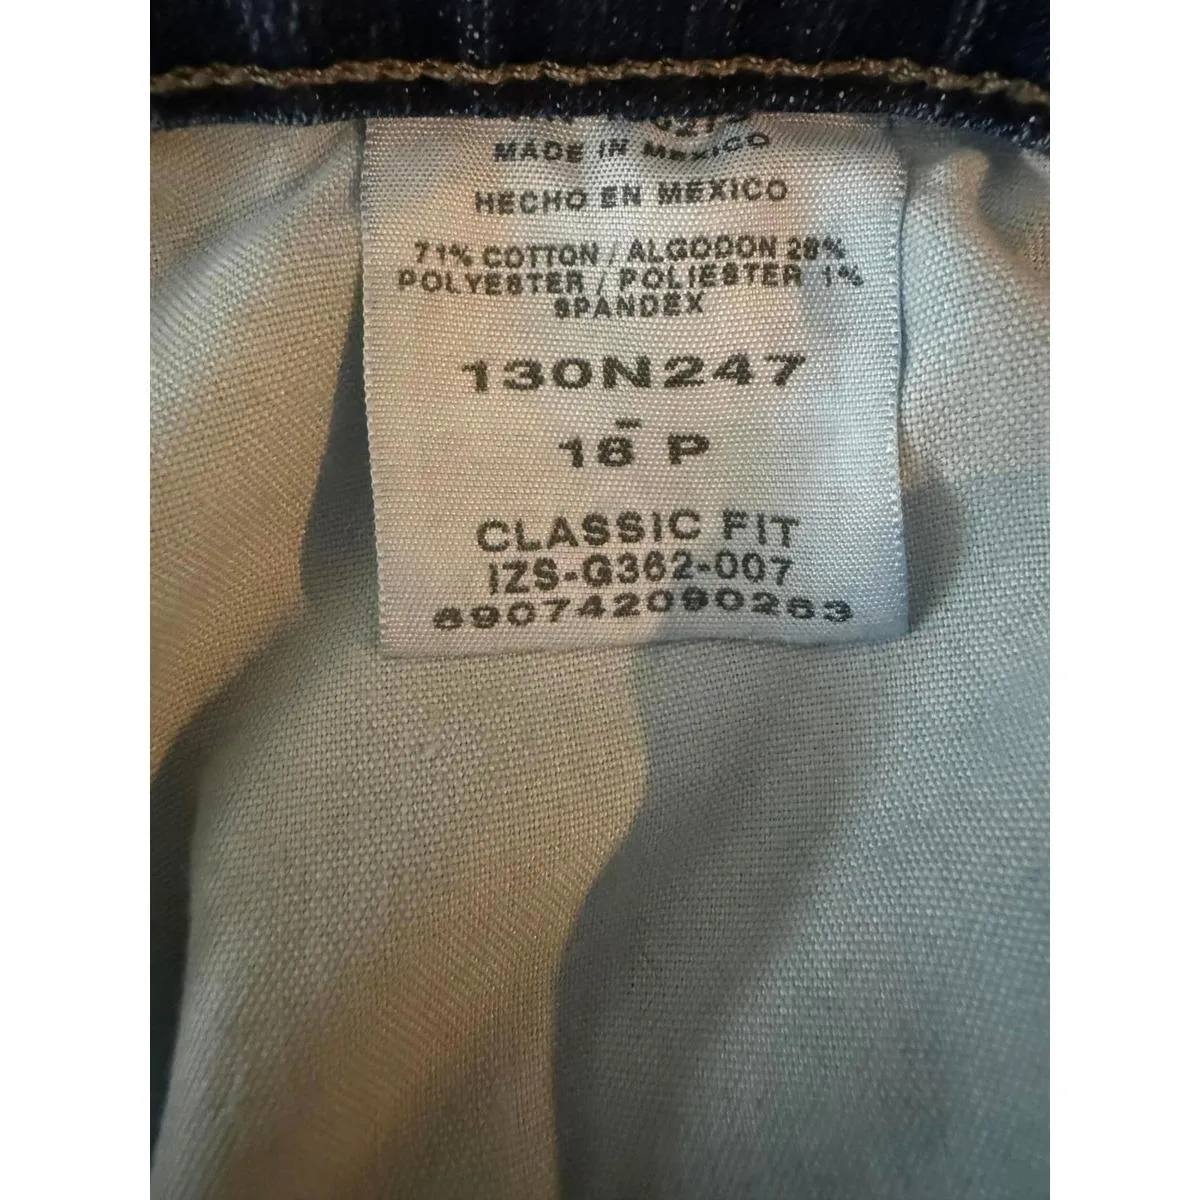 MADE IN MEXICO
HECHO EN MEXICO
71% COTTON / ALGODON 28%
POLYESTER / POLIESTER 1%
SPANDEX
130N247
-
16 P
CLASSIC FIT
IZS-G362-007
890742090263